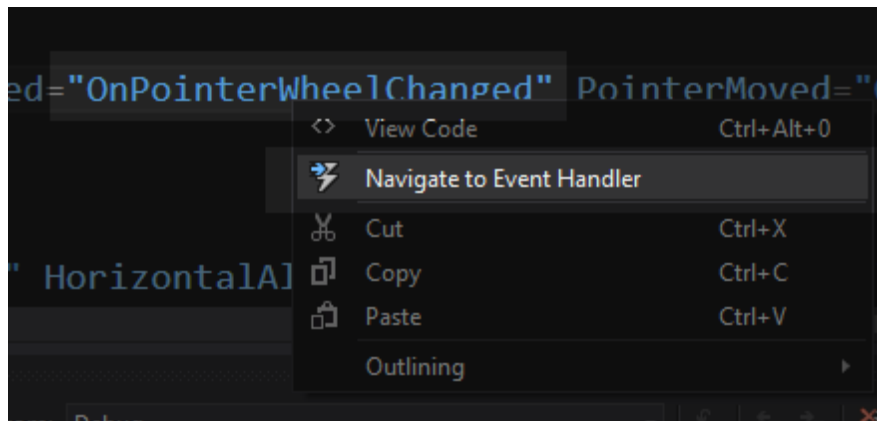 ed="OnPointerWheelChanged" PointerMoved="
View Code Ctrl+Alt+0
Navigate to Event Handler
Cut Ctrl+X
" HorizontalAl
Copy Ctrl+C
Paste Ctrl+V
Outlining
Debug